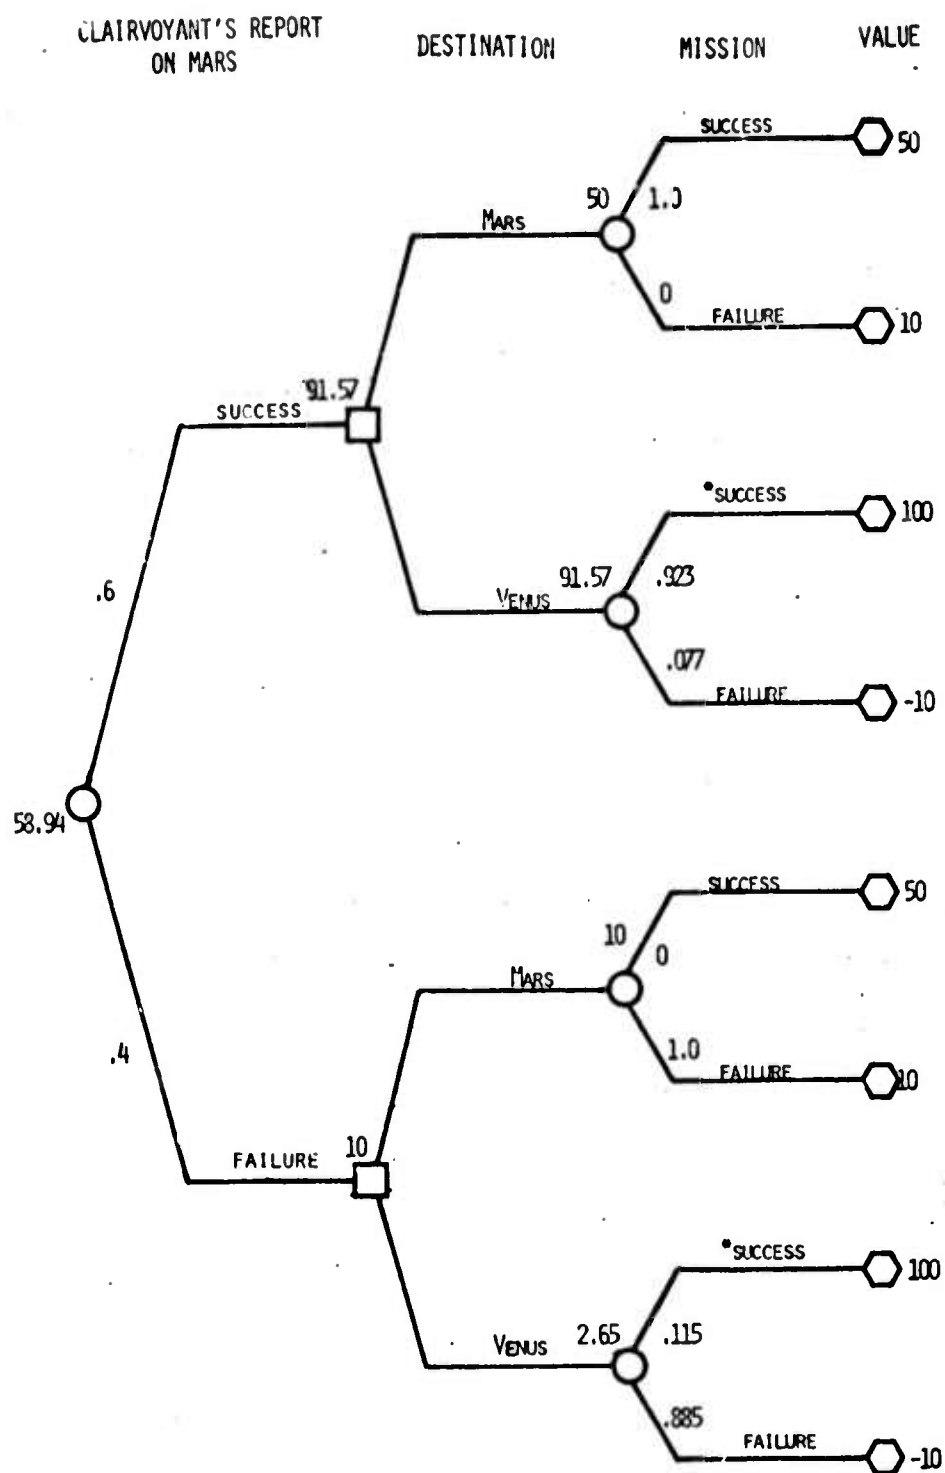 CLAIRVOYANT'S REPORT
ON MARS
DESTINATION
MISSION
VALUE
SUCCESS
50
50
1.0
MARS
0
FAILURE
10
91.57
SUCCESS
*SUCCESS
100
91.57
.923
.6
VENUS
.077
FAILURE
-10
58.94
SUCCESS
50
10
0
MARS
.4
1.0
FAILURE
10
10
FAILURE
*SUCCESS
100
2.65
.115
VENUS
.885
FAILURE
-10